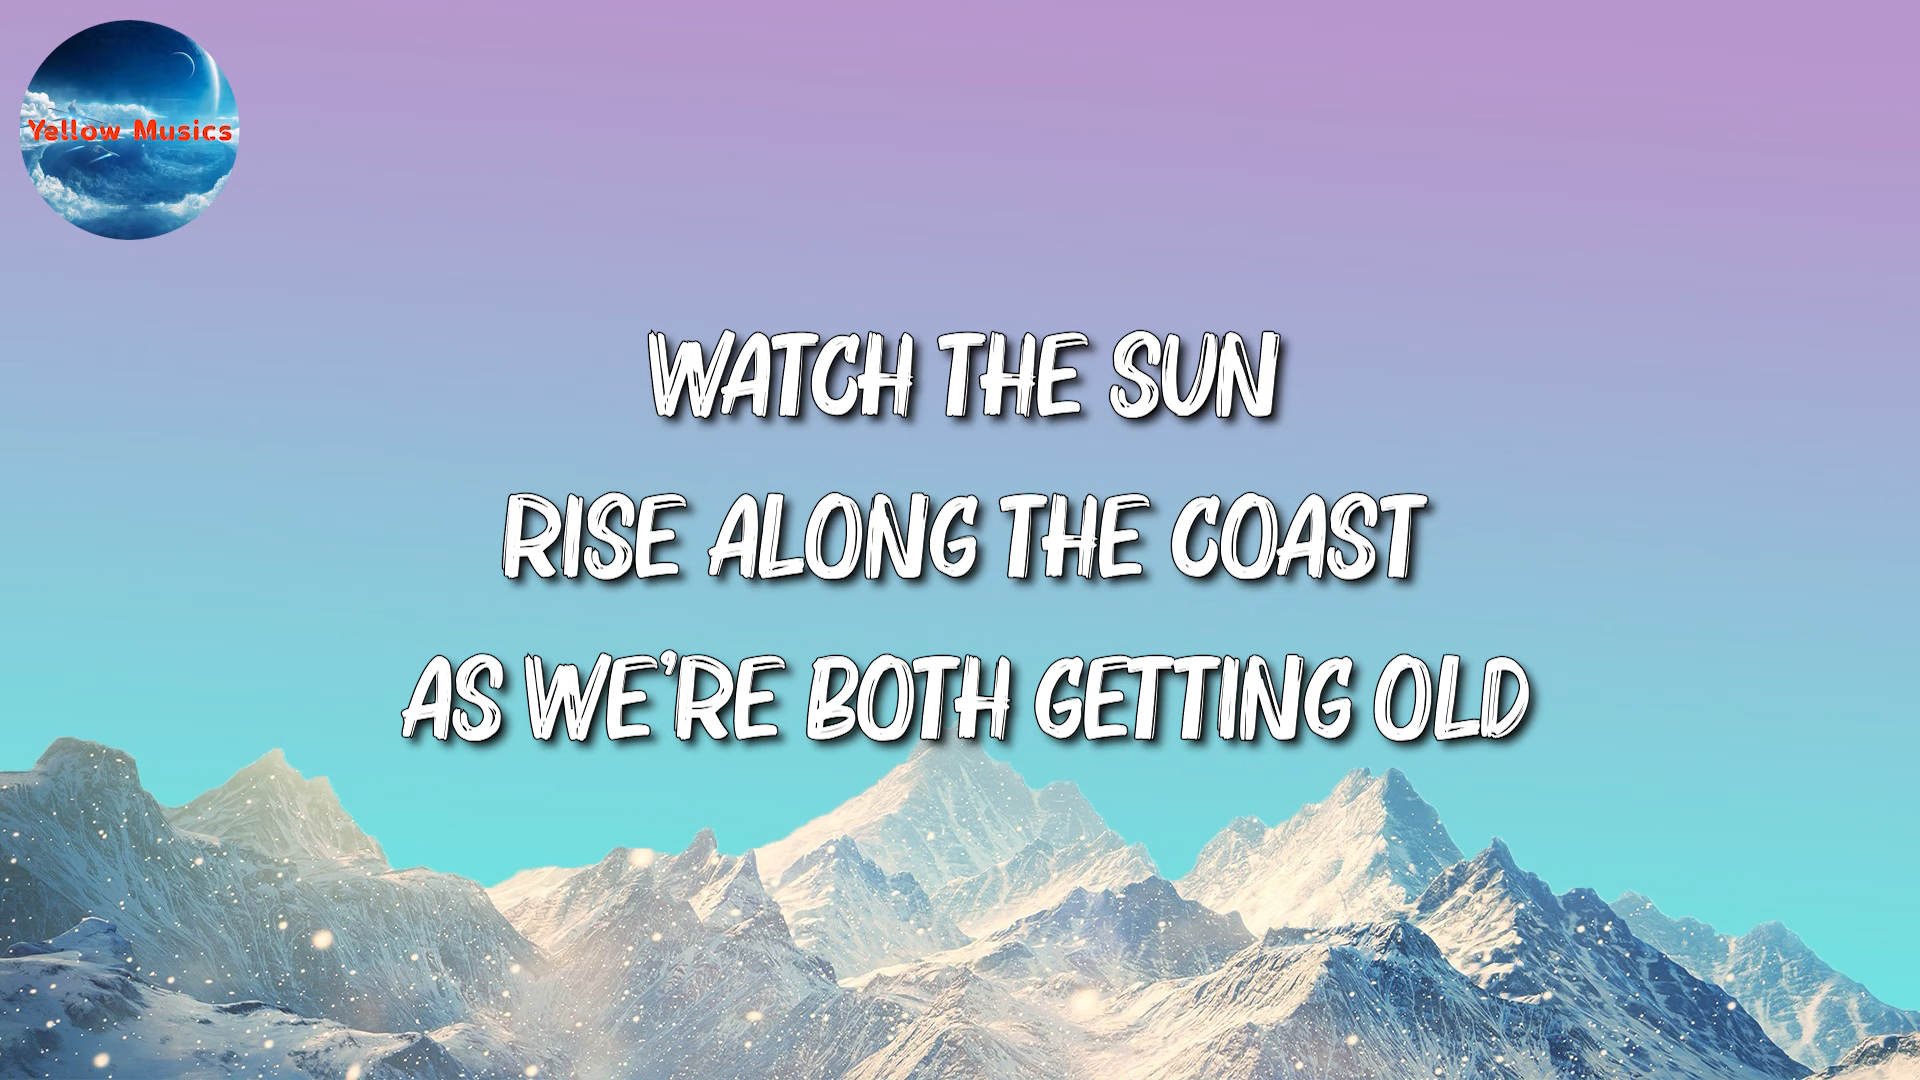 Yellow Musics
WATCH THE SUN
RISE ALONG THE COAST
AS WE'RE BOTH GETTING OLD